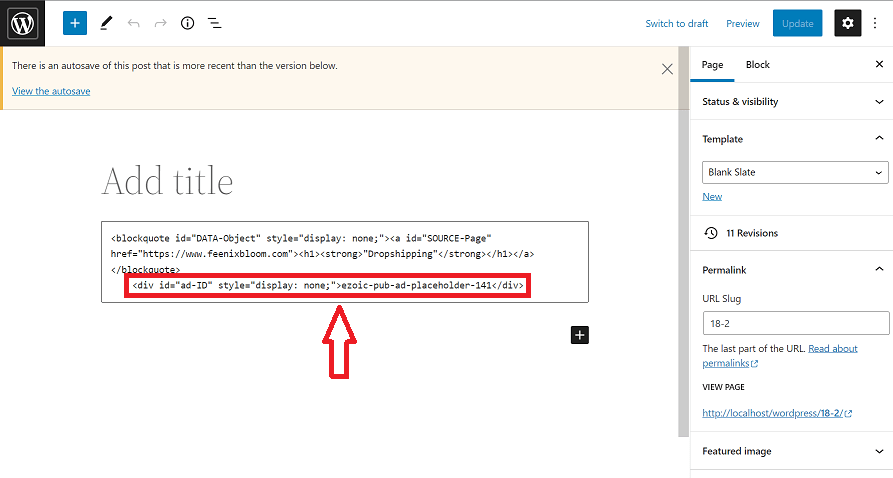 Switch to draft
Preview
Update
There is an autosave of this post that is more recent than the version below.
View the autosave
Add title
<blockquote id="DATA-Object" style="display: none;"><a id="SOURCE-Page"
href="https://www.feenixbloom.com"><h1><strong>"Dropshipping"</strong></h1></a>
</blockquote>
<div id="ad-ID" style="display: none;">ezoic-pub-ad-placeholder-141</div>
Page
Block
Status & visibility
Template
Blank Slate
New
11 Revisions
Permalink
URL Slug
18-2
The last part of the URL. Read about
permalinks
VIEW PAGE
http://localhost/wordpress/18-2/
Featured image